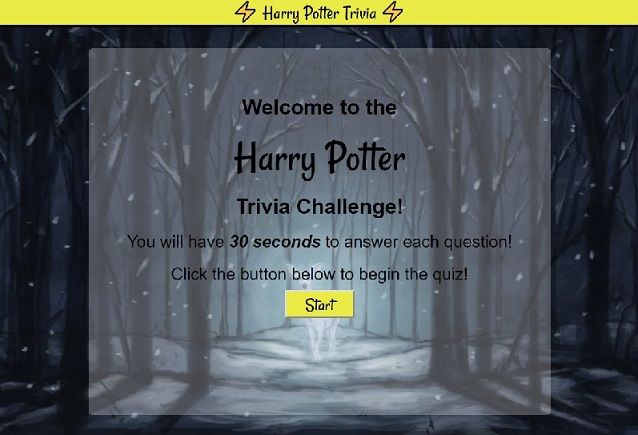 Harry Potter Trivia
Welcome to the
Harry Potter
Trivia Challenge!
You will have 30 seconds to answer each question!
Click the button below to begin the quiz!
Start